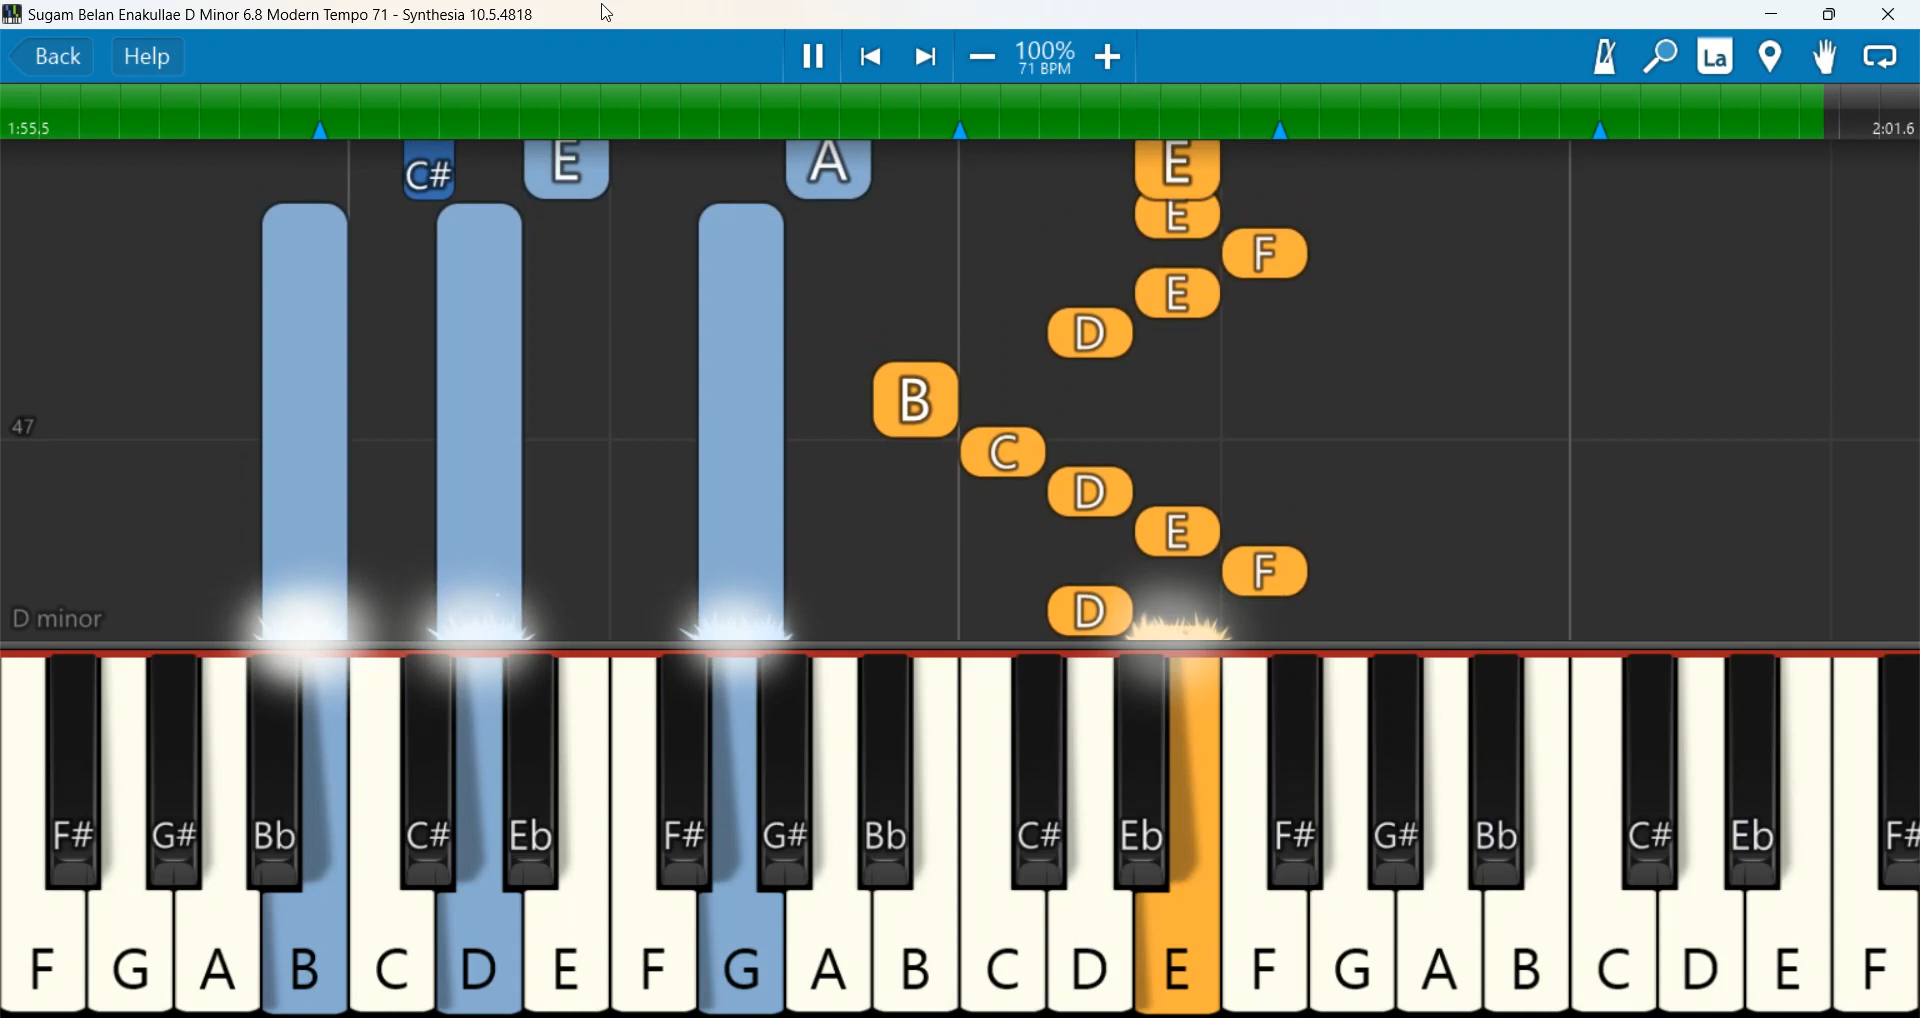 Sugam Belan Enakullae D Minor 6.8 Modern Tempo 71 - Synthesia 10.5.4818
Back Help 100% La
71 BPM
1:55.5 2:01.6
C# E A E
E
F
E
D
B
47
C
D
E
F
D minor D
F# G# Bb C# Eb F# G# Bb C# Eb F# G# Bb C# Eb F#
F G A B C D E F G A B C D E F G A B C D E F